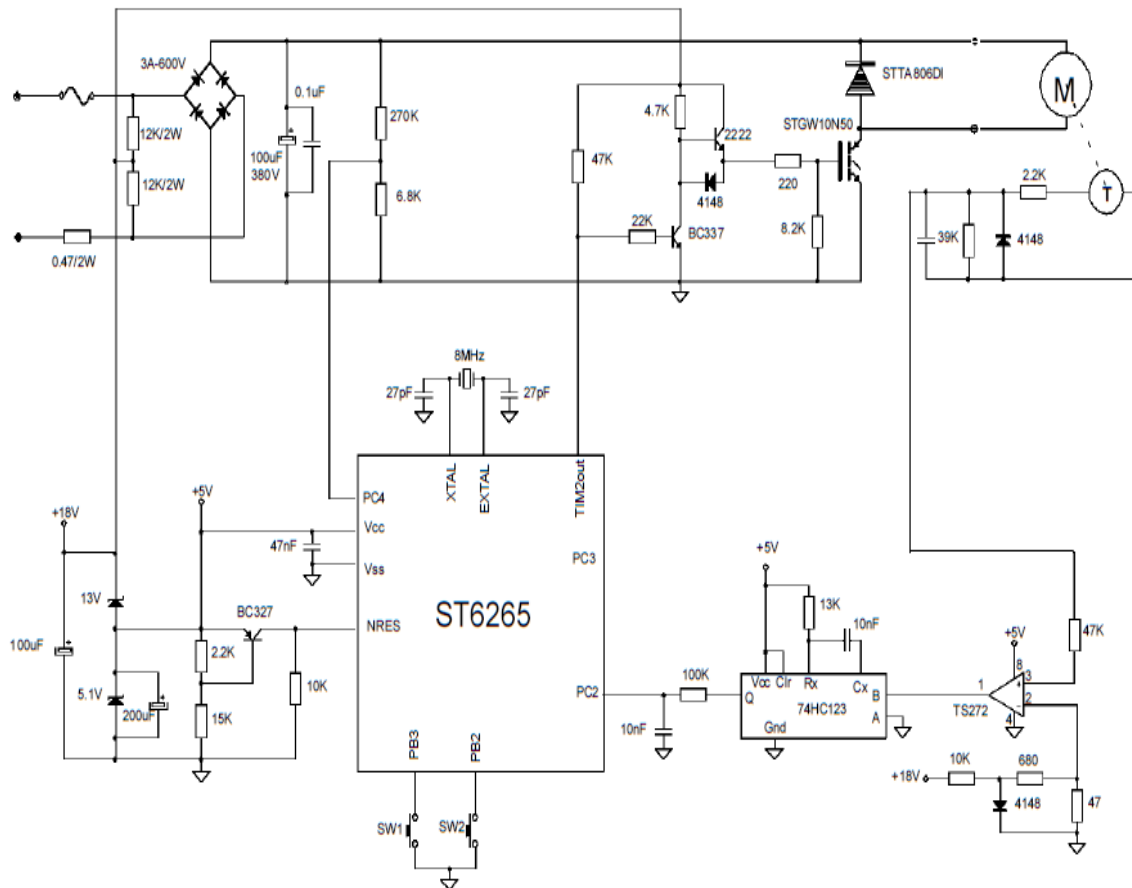 3A-600V
STTA806DI
M
0.1uF
4.7K
270K
STGW10N50
2222
12K/2W
100uF
380V
47K
2.2K
T
12K/2W
6.8K
4148
220
22K
BC337
8.2K
39K
4148
0.47/2W
8MHz
27pF
27pF
XTAL
EXTAL
TIM2out
PC4
+5V
+18V
Vcc
47nF
Vss
PC3
+5V
13V
BC327
ST6265
13K
10nF
NRES
47K
100uF
2.2K
+5V
8
100K
Vcc
Clr
Rx
Cx
1
3
+
5.1V
10K
PC2
Q
B
2
-
200uF
74HC123
TS272
15K
A
4
10nF
Gnd
PB3
PB2
10K
680
+18V
4148
47
SW1
SW2